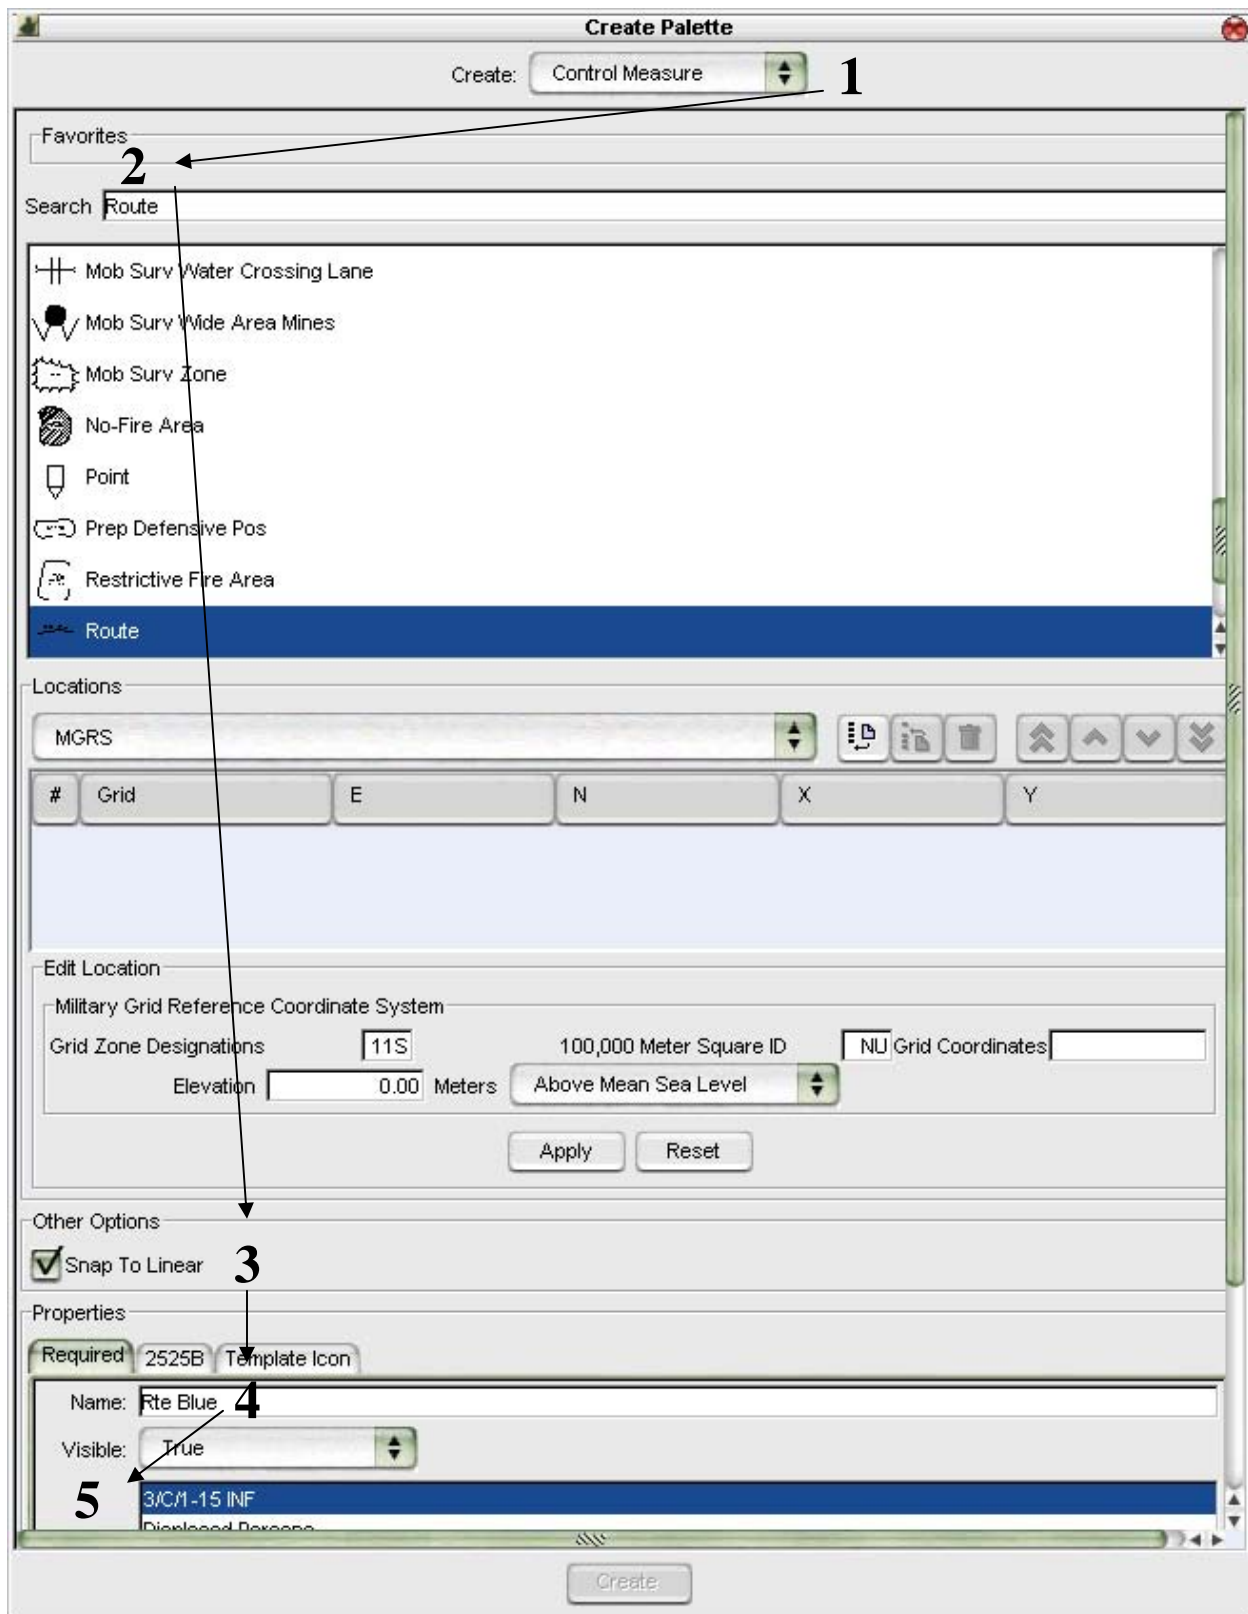 Create Palette
Create: Control Measure 1
Favorites
2
Search Route
Mob Surv Water Crossing Lane
Mob Surv Wide Area Mines
Mob Surv Zone
No-Fire Area
Point
Prep Defensive Pos
Restrictive Fire Area
Route
Locations
MGRS
# Grid E N X Y
Edit Location
Military Grid Reference Coordinate System
Grid Zone Designations 11S 100,000 Meter Square ID NU Grid Coordinates
Elevation 0.00 Meters Above Mean Sea Level
Apply Reset
Other Options
Snap To Linear 3
Properties
Required 2525B Template Icon
Name: Rte Blue 4
Visible: True
5 3/C/1-15 INF
Displaced Persons
Create